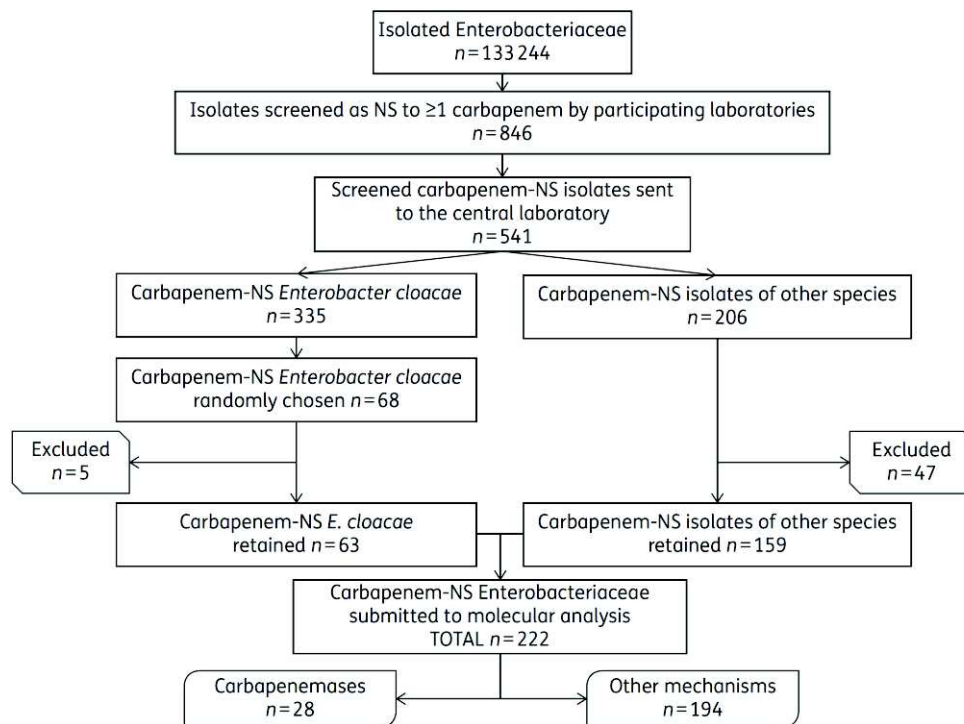 Isolated Enterobacteriaceae
n=133 244
Isolates screened as NS to ≥1 carbapenem by participating laboratories
n=846
Screened carbapenem-NS isolates sent
to the central laboratory
n=541
Carbapenem-NS Enterobacter cloacae
n=335
Carbapenem-NS isolates of other species
n=206
Carbapenem-NS Enterobacter cloacae
randomly chosen n=68
Excluded
n=5
Excluded
n=47
Carbapenem-NS E. cloacae
retained n=63
Carbapenem-NS isolates of other species
retained n=159
Carbapenem-NS Enterobacteriaceae
submitted to molecular analysis
TOTAL n=222
Carbapenemases
n=28
Other mechanisms
n=194